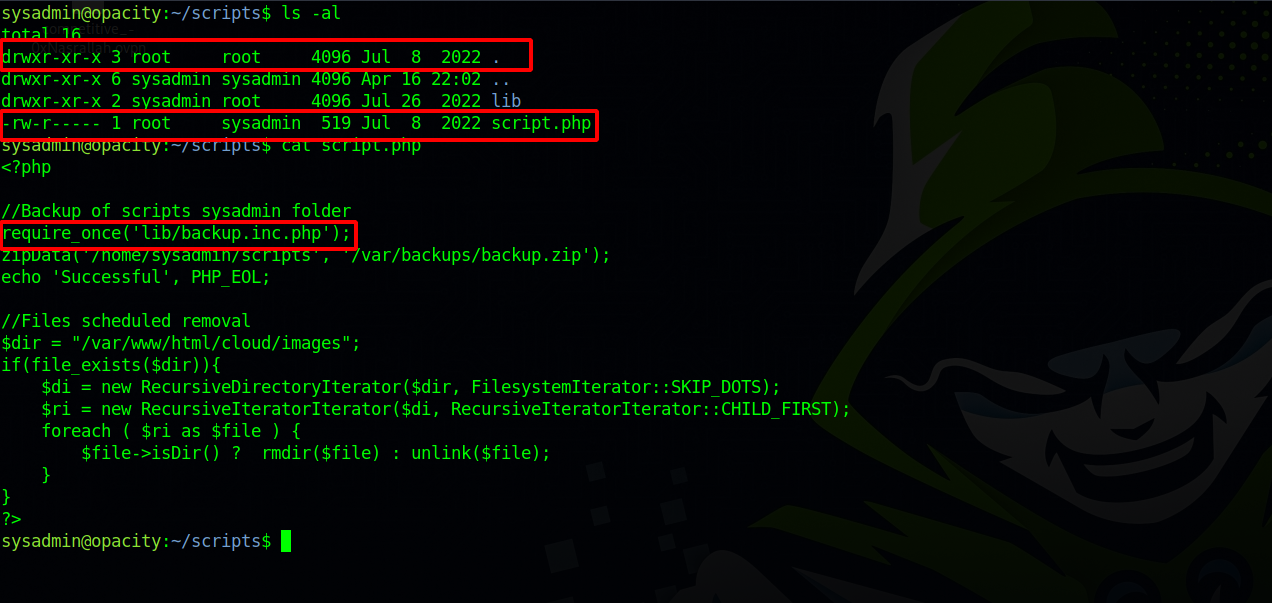 sysadmin@opacity:~/scripts$ ls -al
total 16
drwxr-xr-x 3 root     root     4096 Jul  8  2022 .
drwxr-xr-x 6 sysadmin sysadmin 4096 Apr 16 22:02 ..
drwxr-xr-x 2 sysadmin root     4096 Jul 26  2022 lib
-rw-r----- 1 root     sysadmin  519 Jul  8  2022 script.php
sysadmin@opacity:~/scripts$ cat script.php
<?php

//Backup of scripts sysadmin folder
require_once('lib/backup.inc.php');
zipData('/home/sysadmin/scripts', '/var/backups/backup.zip');
echo 'Successful', PHP_EOL;

//Files scheduled removal
$dir = "/var/www/html/cloud/images";
if(file_exists($dir)){
    $di = new RecursiveDirectoryIterator($dir, FilesystemIterator::SKIP_DOTS);
    $ri = new RecursiveIteratorIterator($di, RecursiveIteratorIterator::CHILD_FIRST);
    foreach ( $ri as $file ) {
        $file->isDir() ?  rmdir($file) : unlink($file);
    }
}
?>
sysadmin@opacity:~/scripts$